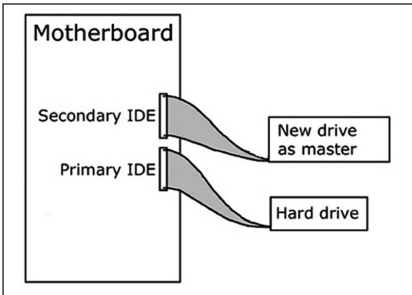 Motherboard
Secondary IDE
New drive
as master
Primary IDE
Hard drive